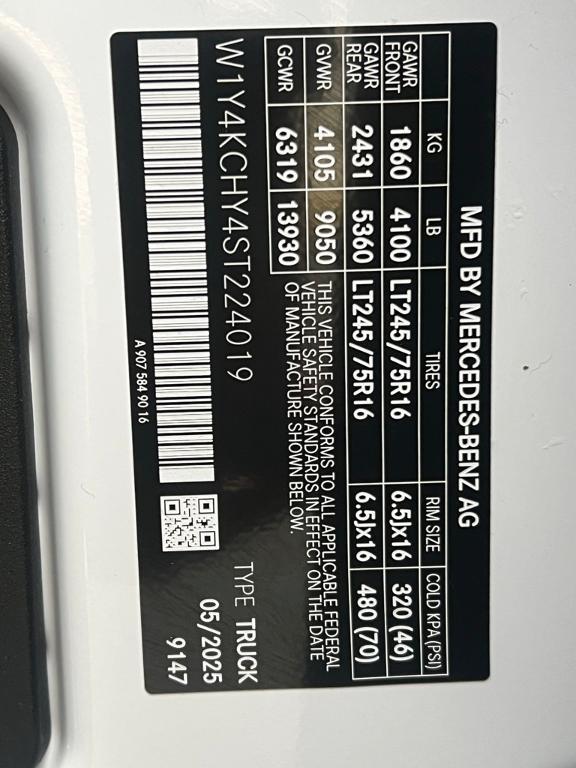 MFD BY MERCEDES-BENZ AG
KG LB TIRES RIM SIZE COLD KPA (PSI)
GAWR FRONT 1860 4100 LT245/75R16 6.5Jx16 320 (46)
GAWR REAR 2431 5360 LT245/75R16 6.5Jx16 480 (70)
GVWR 4105 9050
GCWR 6319 13930
THIS VEHICLE CONFORMS TO ALL APPLICABLE FEDERAL
VEHICLE SAFETY STANDARDS IN EFFECT ON THE DATE
OF MANUFACTURE SHOWN BELOW.
W1Y4KCHY4ST224019 TYPE TRUCK
05/2025
9147
A 907 584 90 16